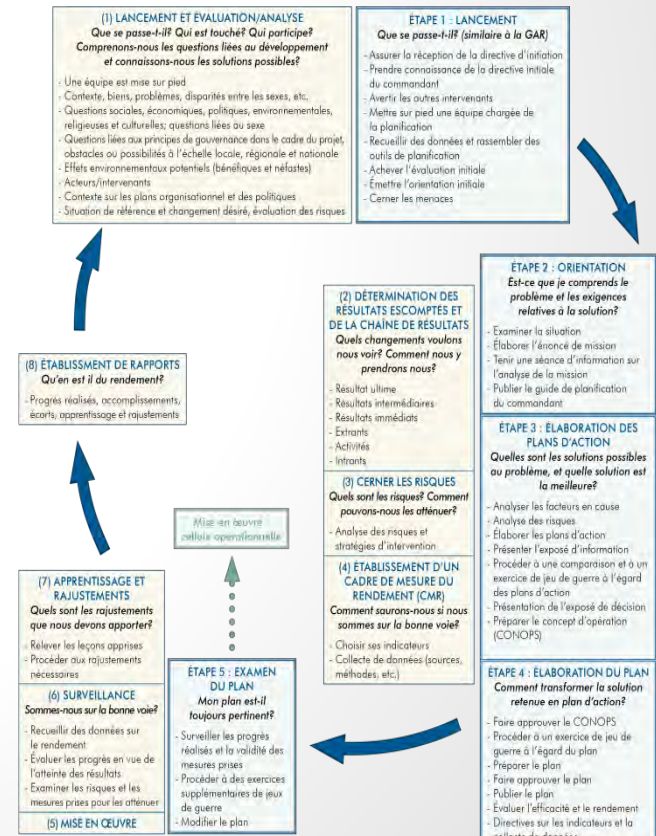 (1) LANCEMENT ET ÉVALUATION/ANALYSE
Que se passe-t-il? Qui est touché? Qui participe?
Comprenons-nous les questions liées au développement
et connaissons-nous les solutions possibles?
- Une équipe est mise sur pied
- Contexte, biens, problèmes, disparités entre les sexes, etc.
- Questions sociales, économiques, politiques, environnementales,
religieuses et culturelles; questions liées au sexe
- Questions liées aux principes de gouvernance dans le cadre du projet,
obstacles ou possibilités à l'échelle locale, régionale et nationale
- Effets environnementaux potentiels (bénéfiques et néfastes)
- Acteurs/intervenants
- Contexte sur les plans organisationnel et des politiques
- Situation de référence et changement désiré, évaluation des risques
ÉTAPE 1 : LANCEMENT
Que se passe-t-il? (similaire à la GAR)
- Assurer la réception de la directive d'initiation
- Prendre connaissance de la directive initiale
du commandant
- Avertir les autres intervenants
- Mettre sur pied une équipe chargée de
la planification
- Recueillir des données et rassembler des
outils de planification
- Achever l'évaluation initiale
- Émettre l'orientation initiale
- Cerner les menaces
ÉTAPE 2 : ORIENTATION
Est-ce que je comprends le
problème et les exigences
relatives à la solution?
- Examiner la situation
- Élaborer l'énoncé de mission
- Tenir une séance d'information sur
l'analyse de la mission
- Publier le guide de planification
du commandant
ÉTAPE 3 : ÉLABORATION DES
PLANS D'ACTION
Quelles sont les solutions possibles
au problème, et quelle solution est
la meilleure?
- Analyser les facteurs en cause
- Analyse des risques
- Élaborer les plans d'action
- Présenter l'exposé d'information
- Procéder à une comparaison et à un
exercice de jeu de guerre à l'égard
des plans d'action
- Présentation de l'exposé de décision
- Préparer le concept d'opération
(CONOPS)
ÉTAPE 4 : ÉLABORATION DU PLAN
Comment transformer la solution
retenue en plan d'action?
- Faire approuver le CONOPS
- Procéder à un exercice de jeu de
guerre à l'égard du plan
- Préparer le plan
- Faire approuver le plan
- Publier le plan
- Évaluer l'efficacité et le rendement
- Directives sur les indicateurs et la
collecte de données
(2) DÉTERMINATION DES
RÉSULTATS ESCOMPTÉS ET
DE LA CHAÎNE DE RÉSULTATS
Quels changements voulons
nous voir? Comment nous y
prendrons nous?
- Résultat ultime
- Résultats intermédiaires
- Résultats immédiats
- Extrants
- Activités
- Intrants
(3) CERNER LES RISQUES
Quels sont les risques? Comment
pouvons-nous les atténuer?
- Analyse des risques et
stratégies d'intervention
(4) ÉTABLISSEMENT D'UN
CADRE DE MESURE DU
RENDEMENT (CMR)
Comment saurons-nous si nous
sommes sur la bonne voie?
- Choisir ses indicateurs
- Collecte de données (sources,
méthodes, etc.)
ÉTAPE 5 : EXAMEN
DU PLAN
Mon plan est-il
toujours pertinent?
- Surveiller les progrès
réalisés et la validité des
mesures prises
- Procéder à des exercices
supplémentaires de jeux
de guerre
- Modifier le plan
Mise en œuvre
cellule opérationnelle
(5) MISE EN ŒUVRE
(6) SURVEILLANCE
Sommes-nous sur la bonne voie?
- Recueillir des données sur
le rendement
- Évaluer les progrès en vue de
l'atteinte des résultats
- Examiner les risques et les
mesures prises pour les atténuer
(7) APPRENTISSAGE ET
RAJUSTEMENTS
Quels sont les rajustements
que nous devons apporter?
- Relever les leçons apprises
- Procéder aux rajustements
nécessaires
(8) ÉTABLISSMENT DE RAPPORTS
Qu'en est il du rendement?
- Progrès réalisés, accomplissements,
écarts, apprentissage et rajustements